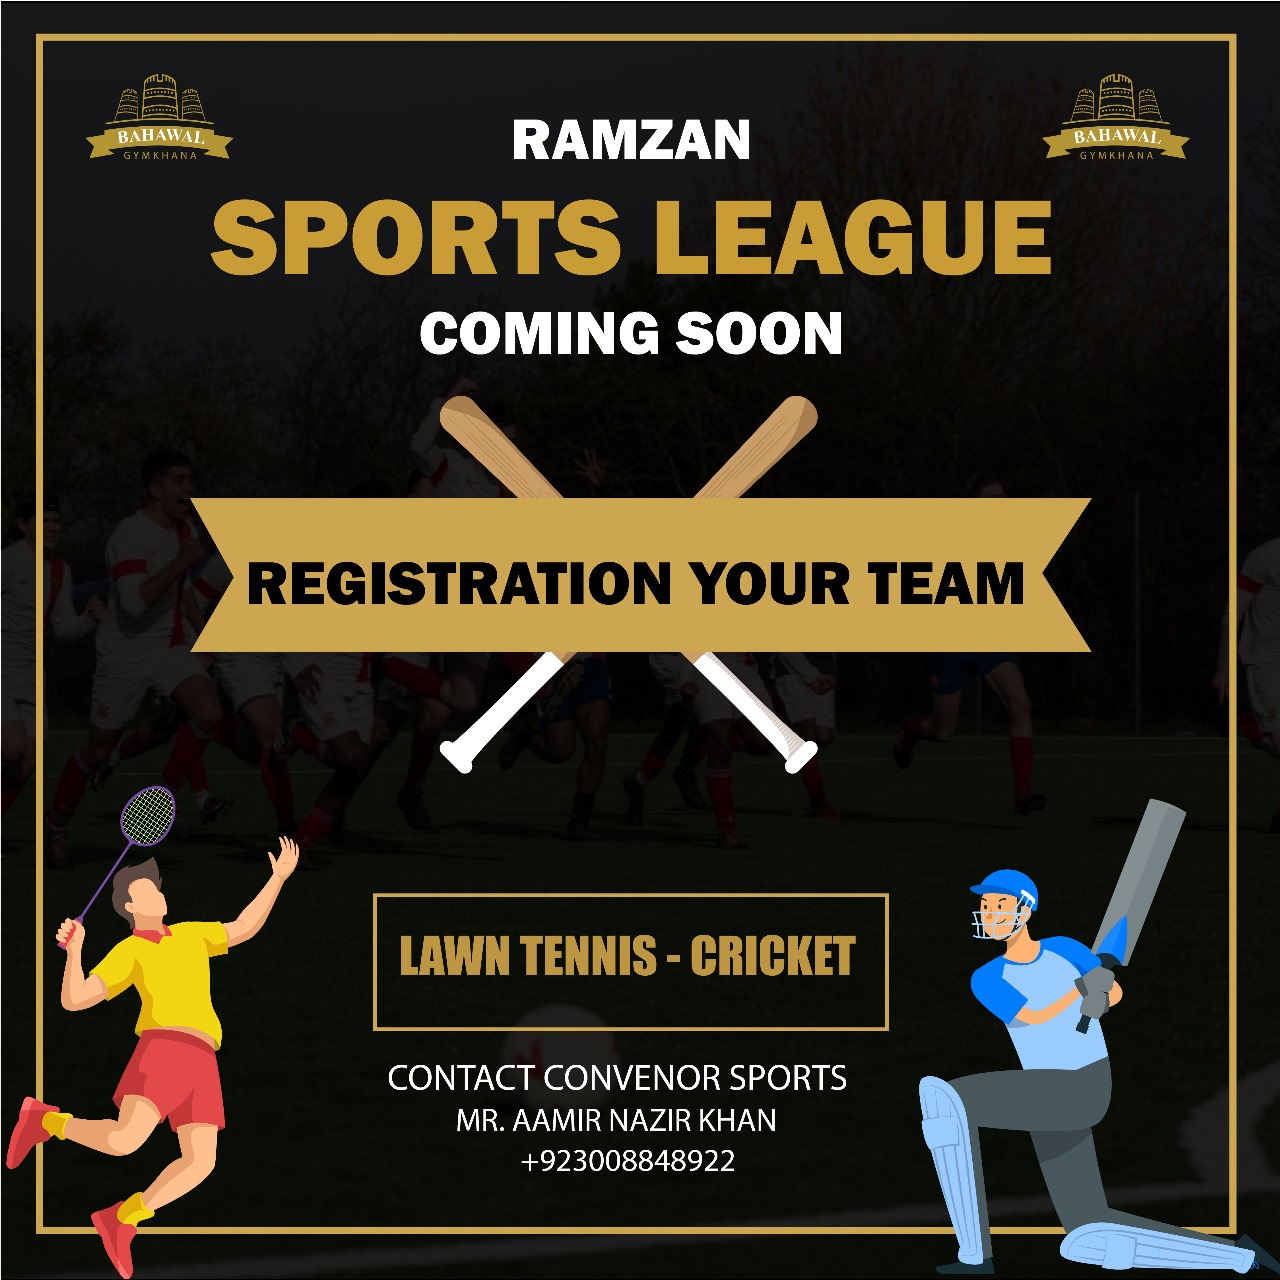 BAHAWAL
GYMKHANA
BAHAWAL
GYMKHANA
RAMZAN
SPORTS LEAGUE
COMING SOON
REGISTRATION YOUR TEAM
LAWN TENNIS - CRICKET
CONTACT CONVENOR SPORTS
MR. AAMIR NAZIR KHAN
+923008848922